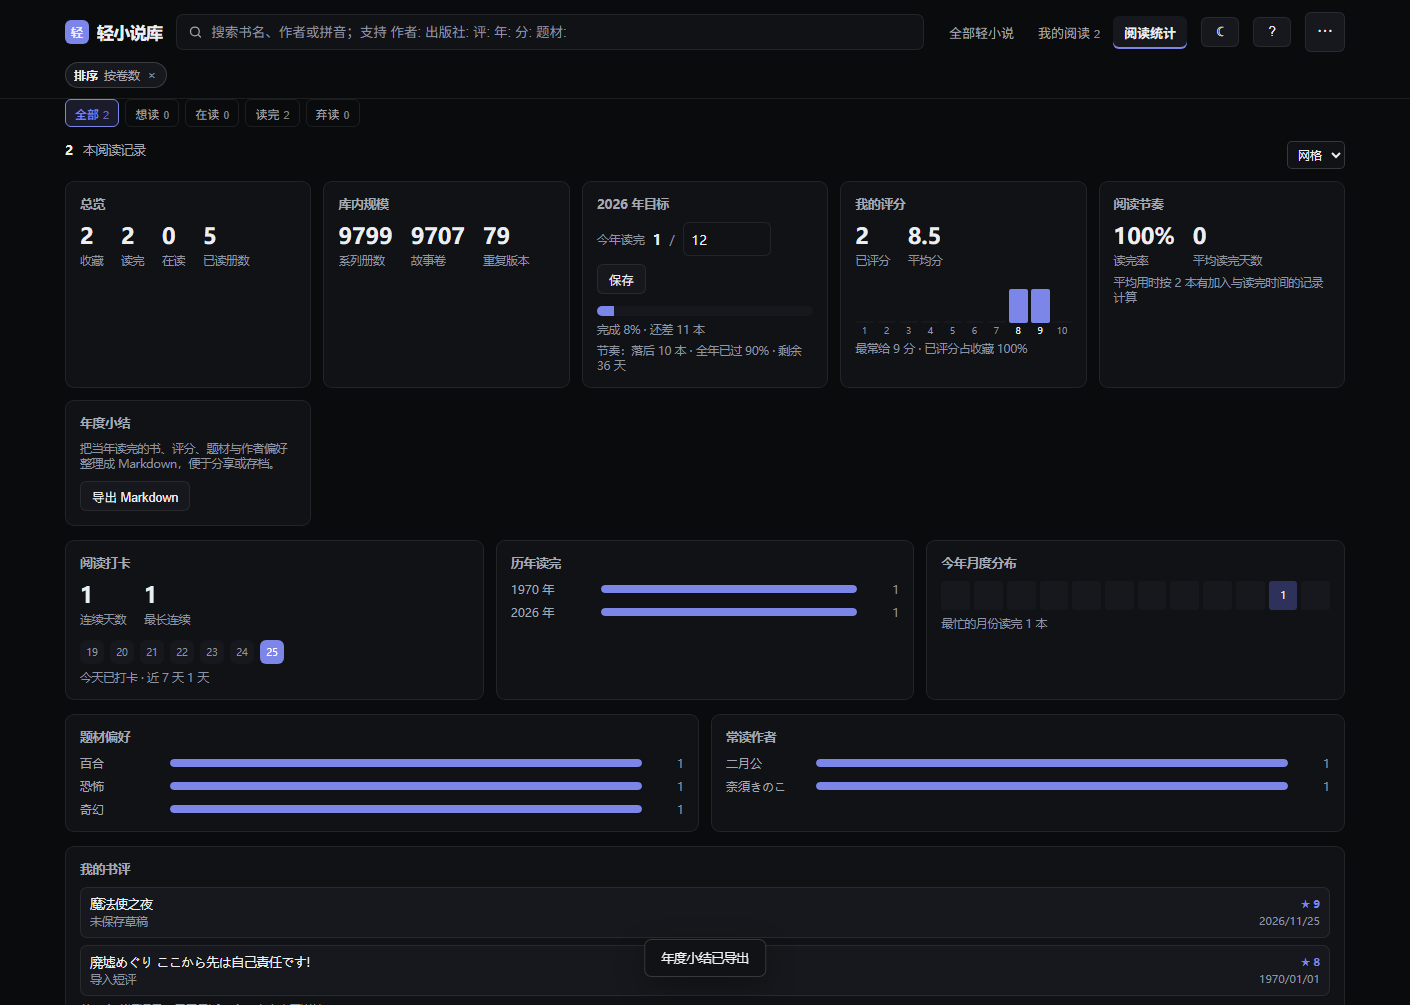 轻 轻小说库
搜索书名、作者或拼音；支持 作者: 出版社: 评: 年: 分: 题材:
全部轻小说 我的阅读 2 阅读统计 ☾ ? ···
排序 按卷数 ×
全部 2 想读 0 在读 0 读完 2 弃读 0
2 本阅读记录
网格
总览
2 2 0 5
收藏 读完 在读 已读册数
库内规模
9799 9707 79
系列册数 故事卷 重复版本
2026 年目标
今年读完 1 / 12
保存
完成 8% · 还差 11 本
节奏：落后 10 本 · 全年已过 90% · 剩余
36 天
我的评分
2 8.5
已评分 平均分
1 2 3 4 5 6 7 8 9 10
最常给 9 分 · 已评分占收藏 100%
阅读节奏
100% 0
读完率 平均读完天数
平均用时按 2 本有加入与读完时间的记录
计算
年度小结
把当年读完的书、评分、题材与作者偏好
整理成 Markdown，便于分享或存档。
导出 Markdown
阅读打卡
1 1
连续天数 最长连续
19 20 21 22 23 24 25
今天已打卡 · 近 7 天 1 天
历年读完
1970 年 1
2026 年 1
今年月度分布
1
最忙的月份读完 1 本
题材偏好
百合 1
恐怖 1
奇幻 1
常读作者
二月公 1
奈須きのこ 1
我的书评
魔法使之夜 ★ 9
未保存草稿 2026/11/25
廃墟めぐり ここから先は自己責任です! ★ 8
导入短评 1970/01/01
年度小结已导出